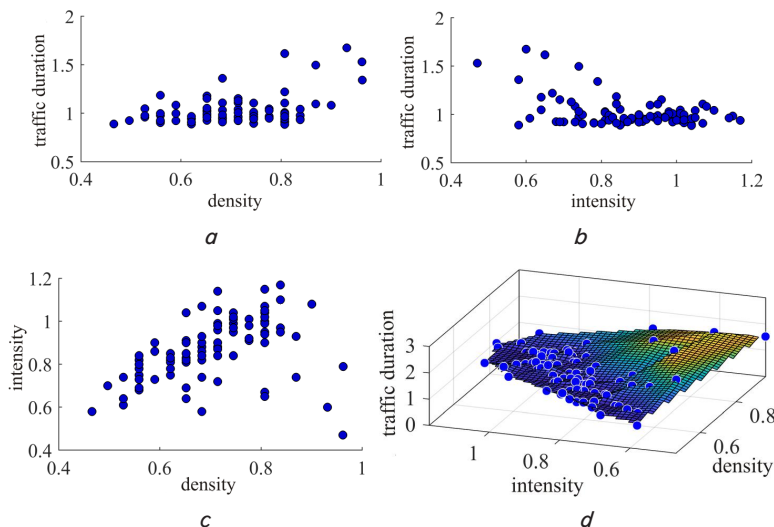 2
1.5
1
0.5
traffic duration
0.4 0.6 0.8 1
density
a
2
1.5
1
0.5
traffic duration
0.4 0.6 0.8 1 1.2
intensity
b
1.2
1
0.8
0.6
0.4
intensity
0.4 0.6 0.8 1
density
c
3
2
1
0
traffic duration
1 0.8 0.6
intensity
0.6 0.8
density
d